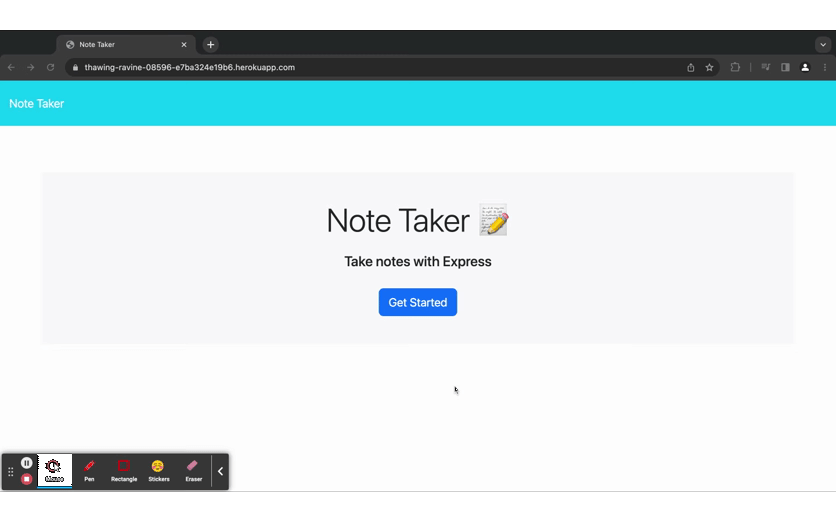 Note Taker
thawing-ravine-08596-e7ba324e19b6.herokuapp.com
Note Taker
Note Taker
Take notes with Express
Get Started
Pen
Rectangle
Stickers
Eraser